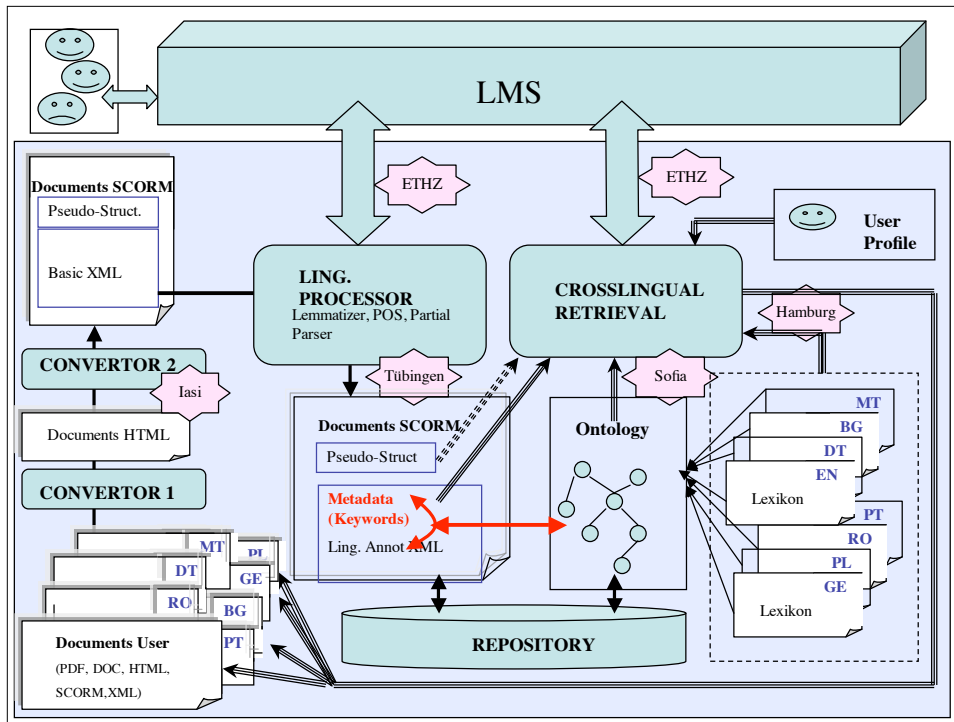 LMS
ETHZ
ETHZ
Documents SCORM
Pseudo-Struct.
Basic XML
User
Profile
LING.
PROCESSOR
Lemmatizer, POS, Partial
Parser
CROSSLINGUAL
RETRIEVAL
Hamburg
CONVERTOR 2
Iasi
Tübingen
Sofia
Documents HTML
CONVERTOR 1
Documents SCORM
Pseudo-Struct
Metadata
(Keywords)
Ling. Annot XML
Ontology
MT
BG
DT
EN
Lexikon
PT
RO
PL
GE
Lexikon
MT
PL
DT
GE
RO
BG
PT
Documents User
(PDF, DOC, HTML,
SCORM,XML)
REPOSITORY